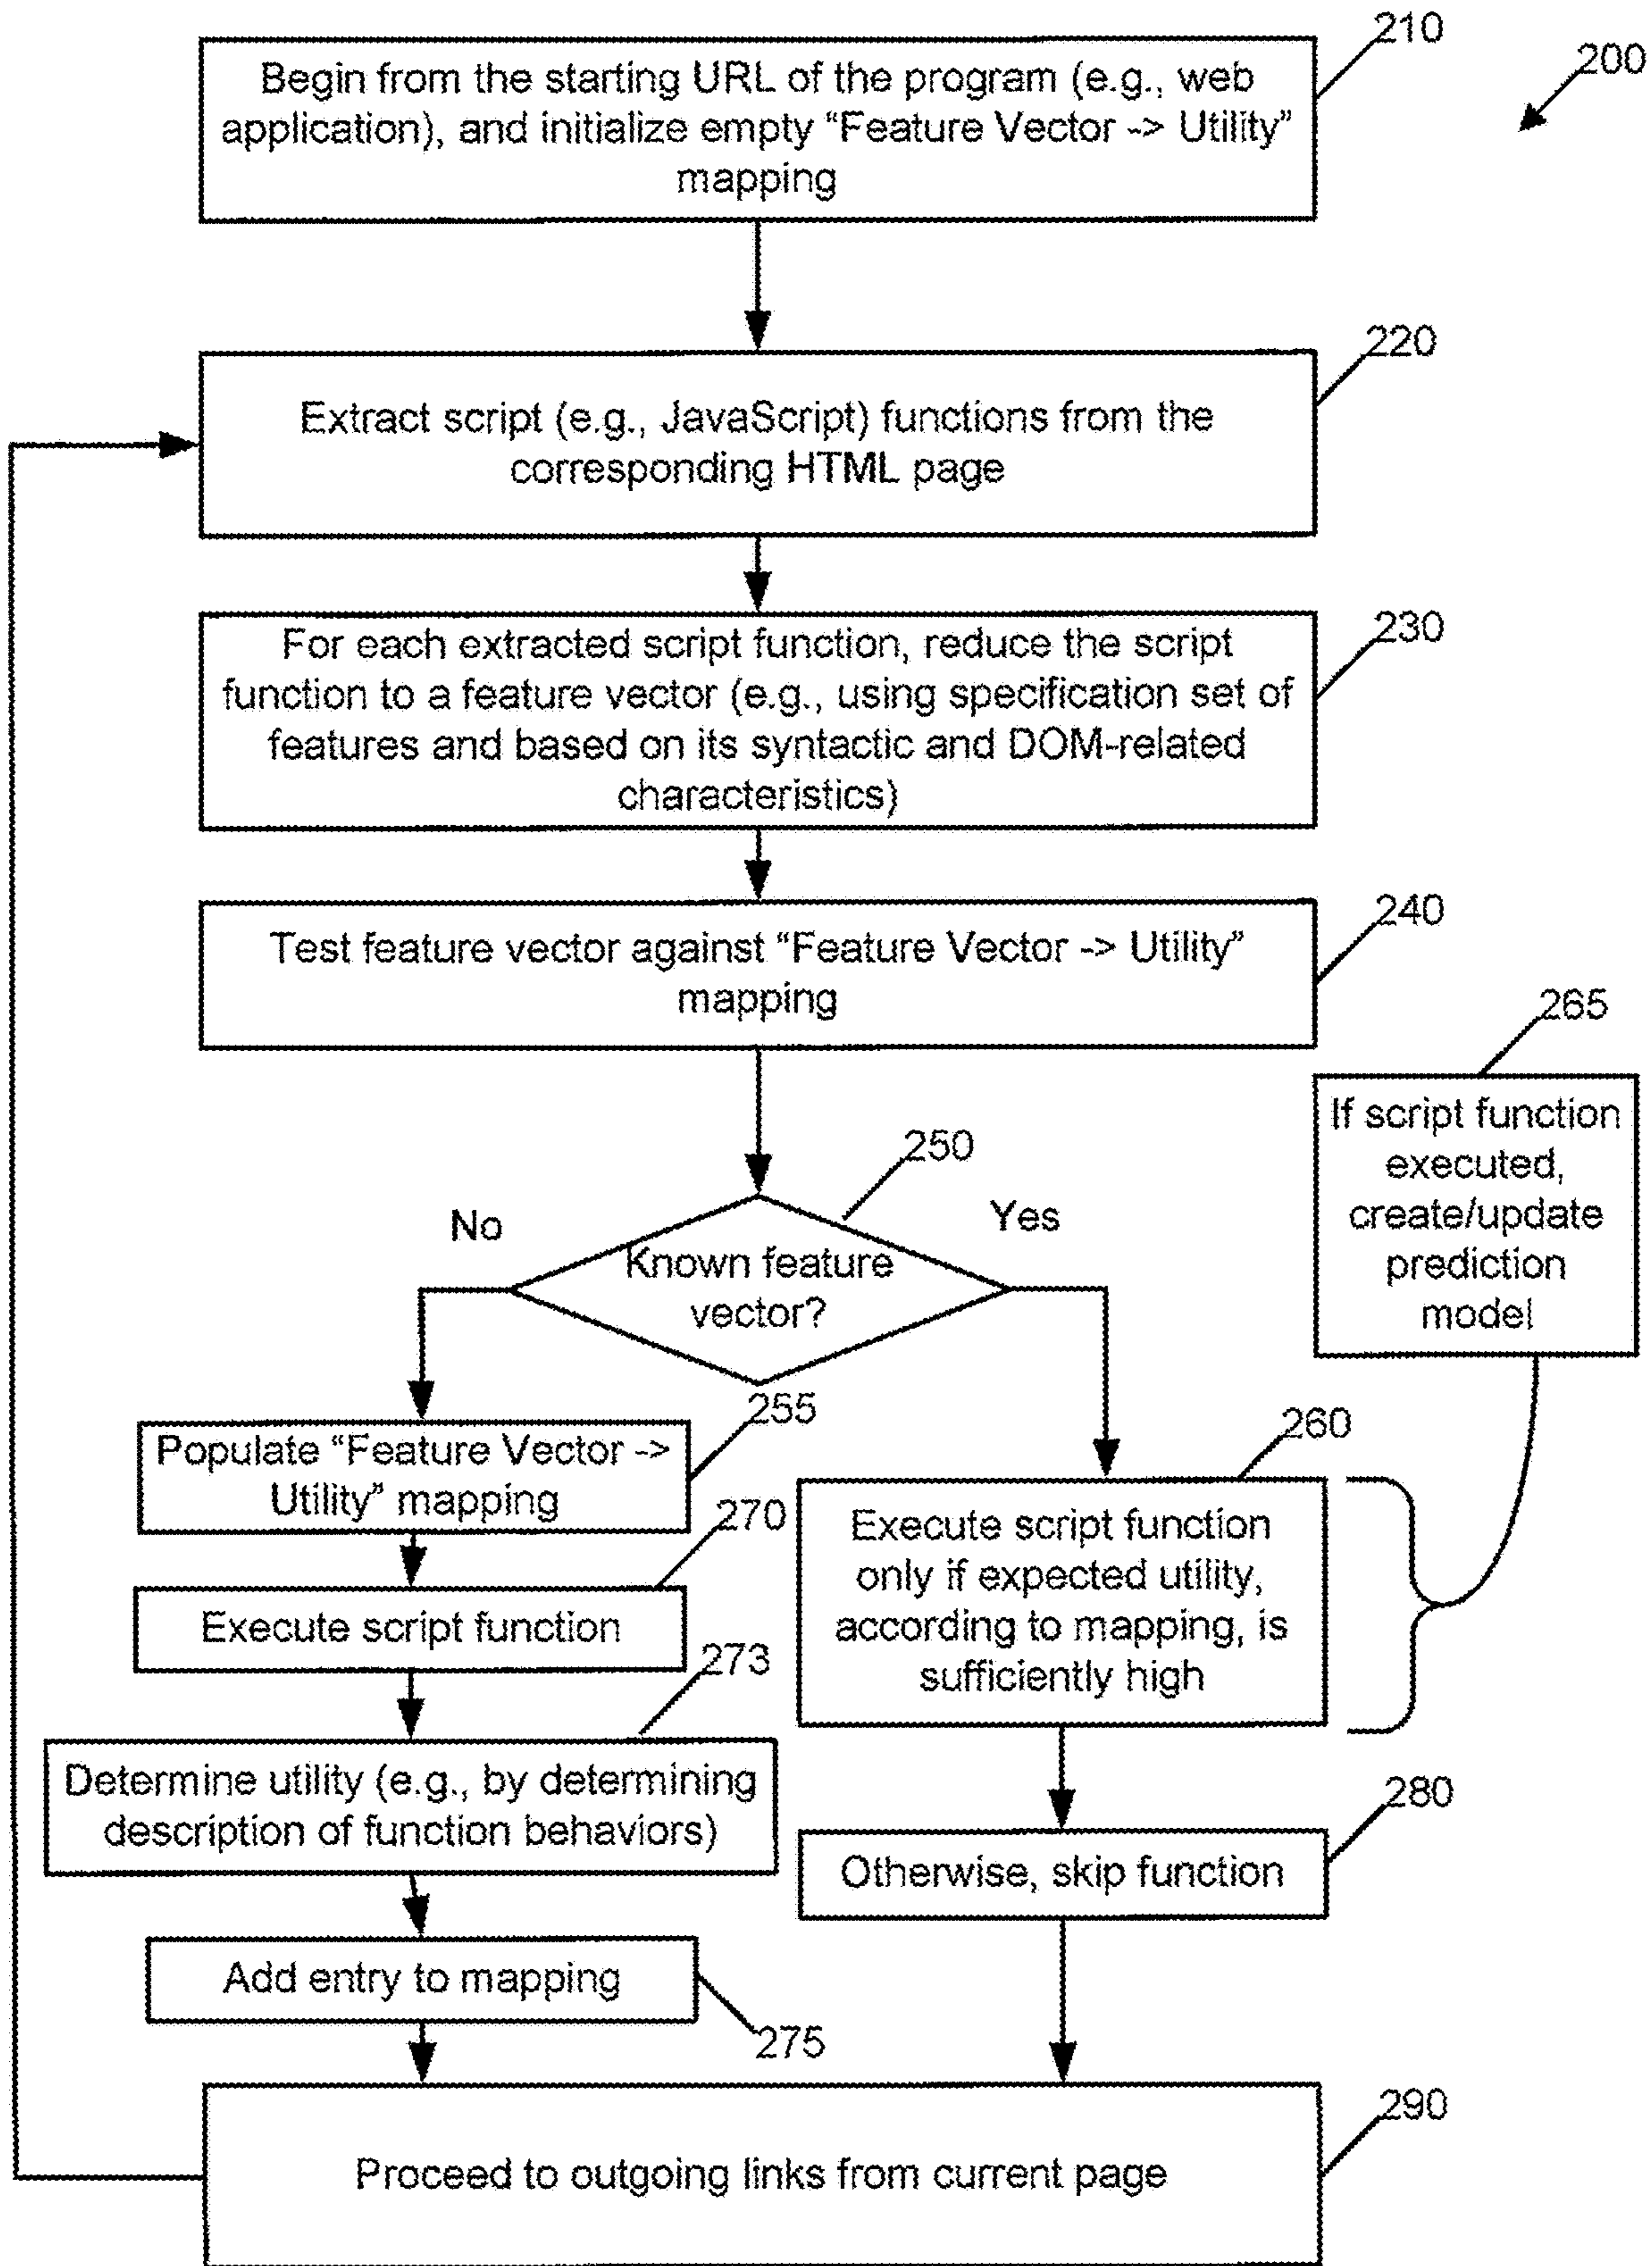 210
200
Begin from the starting URL of the program (e.g., web
application), and initialize empty “Feature Vector -> Utility”
mapping
220
Extract script (e.g., JavaScript) functions from the
corresponding HTML page
230
For each extracted script function, reduce the script
function to a feature vector (e.g., using specification set of
features and based on its syntactic and DOM-related
characteristics)
240
Test feature vector against “Feature Vector -> Utility”
mapping
265
If script function
executed,
create/update
prediction
model
250
No
Yes
Known feature
vector?
255
Populate “Feature Vector ->
Utility” mapping
260
Execute script function
only if expected utility,
according to mapping, is
sufficiently high
270
Execute script function
273
Determine utility (e.g., by determining
description of function behaviors)
280
Otherwise, skip function
Add entry to mapping
275
290
Proceed to outgoing links from current page